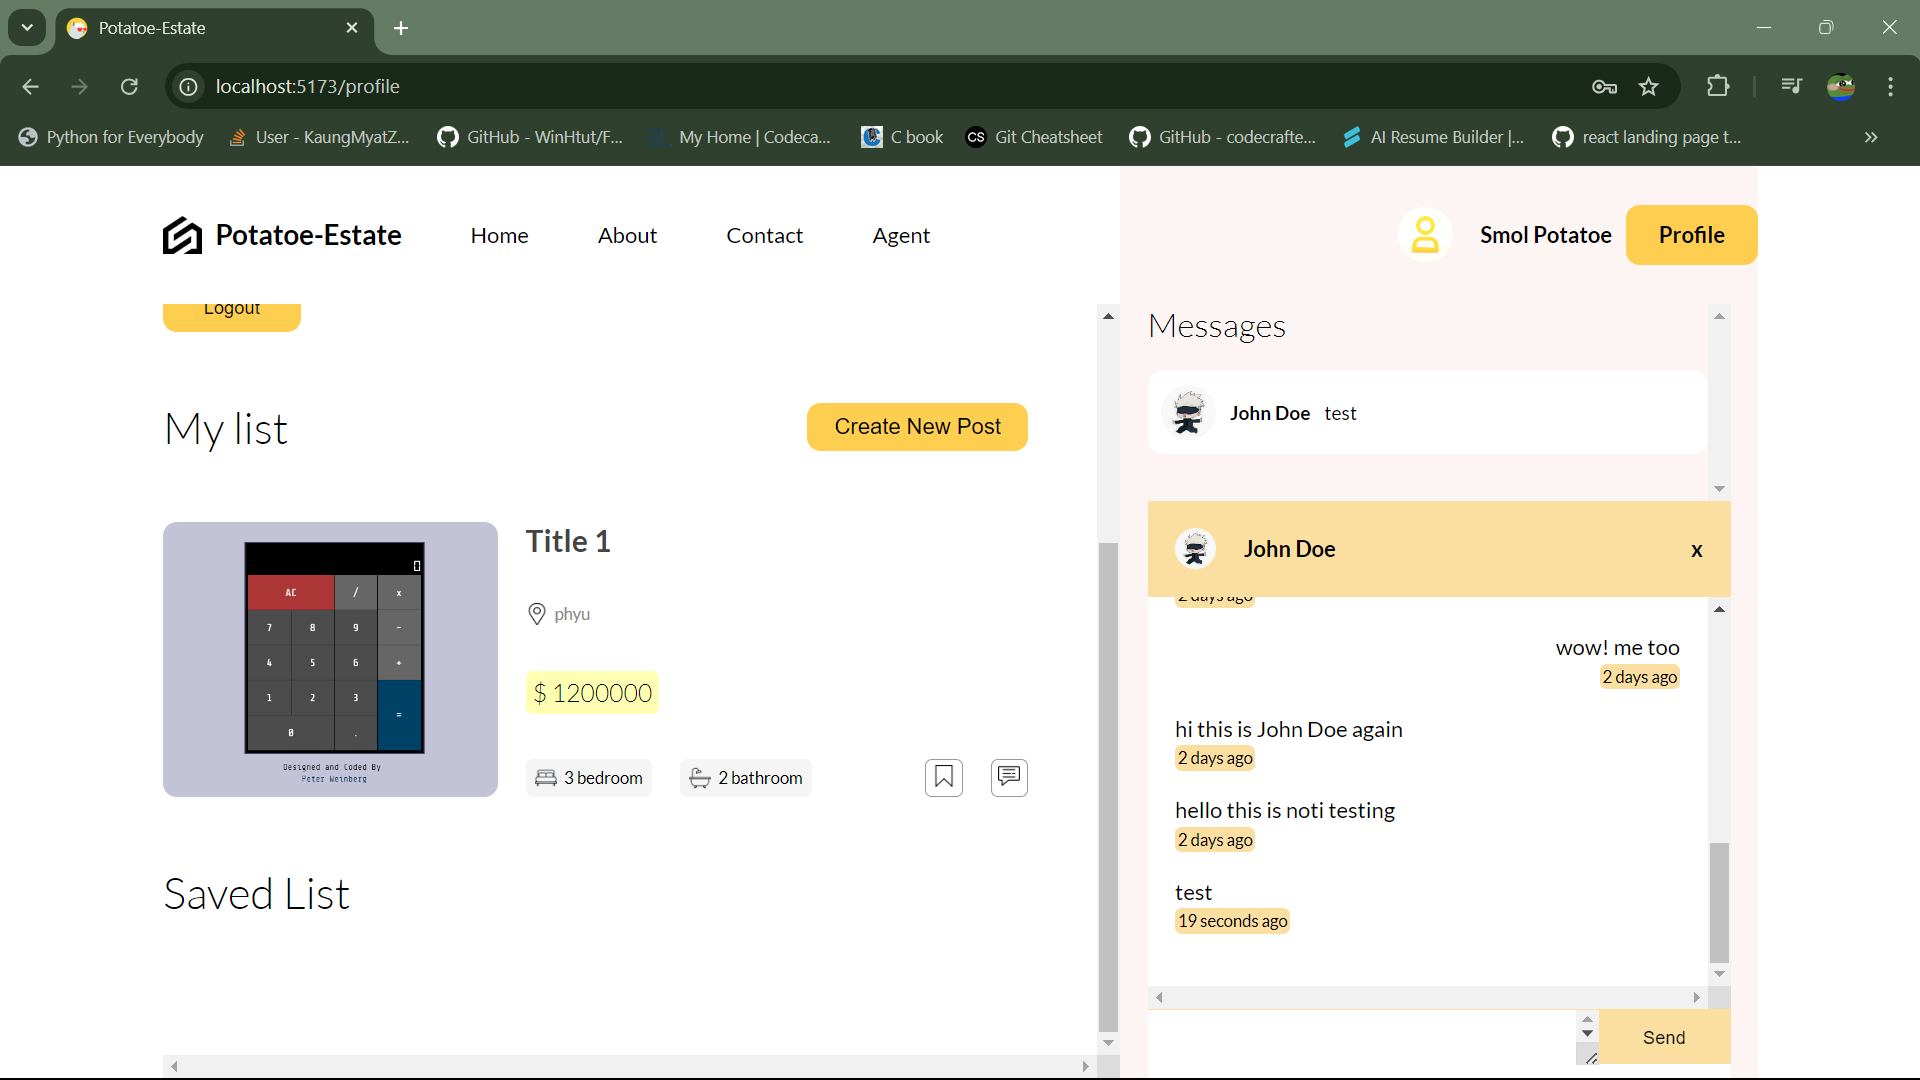 Potatoe-Estate
localhost:5173/profile
Python for Everybody
User - KaungMyatZ...
GitHub - WinHtut/F...
My Home | Codeca...
C book
CS
Git Cheatsheet
GitHub - codecrafte...
AI Resume Builder |...
react landing page t...
Potatoe-Estate
Home
About
Contact
Agent
Smol Potatoe
Profile
Logout
My list
Create New Post
AC / x
7 8 9 -
4 5 6 +
1 2 3 =
0 .
Designed and Coded By
Peter Weinberg
Title 1
phyu
$ 1200000
3 bedroom
2 bathroom
Saved List
Messages
John Doe test
John Doe
x
2 days ago
wow! me too
2 days ago
hi this is John Doe again
2 days ago
hello this is noti testing
2 days ago
test
19 seconds ago
Send